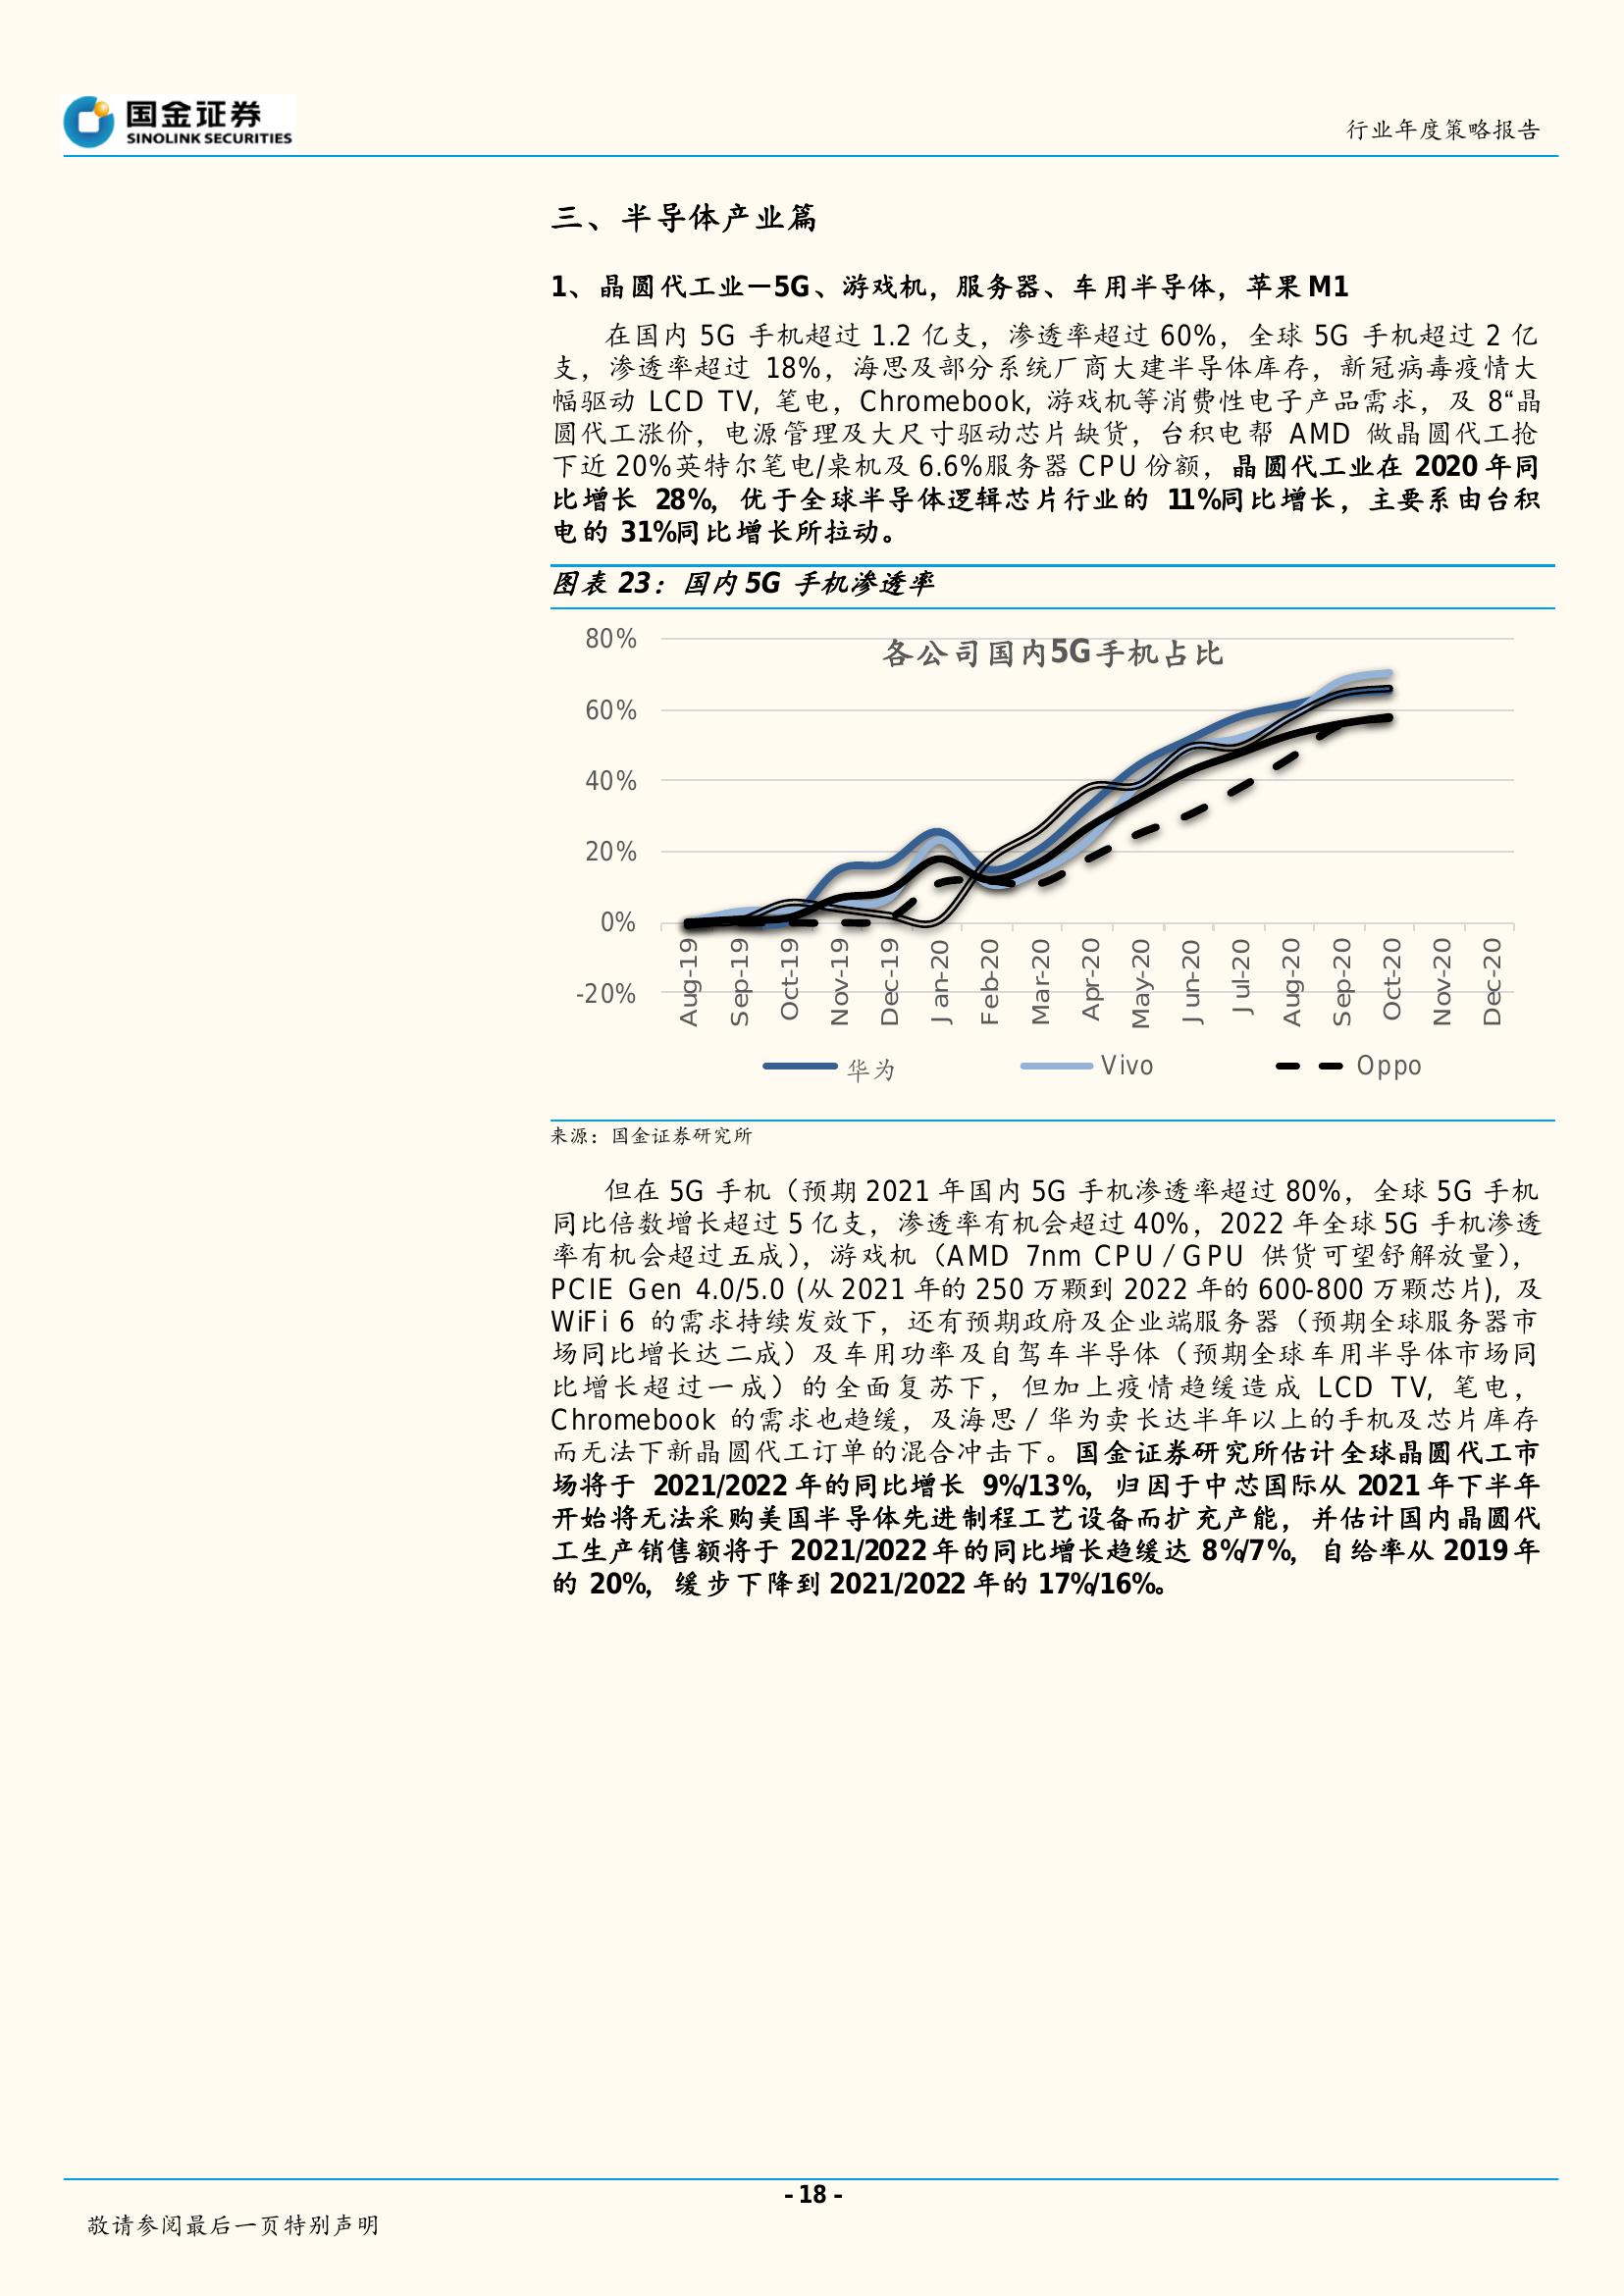 国金证券
SINOLINK SECURITIES
行业年度策略报告
三、半导体产业篇
1、晶圆代工业—5G、游戏机，服务器、车用半导体，苹果 M1
在国内 5G 手机超过 1.2 亿支，渗透率超过 60%，全球 5G 手机超过 2 亿
支，渗透率超过 18%，海思及部分系统厂商大建半导体库存，新冠病毒疫情大
幅驱动 LCD TV, 笔电，Chromebook, 游戏机等消费性电子产品需求，及 8“晶
圆代工涨价，电源管理及大尺寸驱动芯片缺货，台积电帮 AMD 做晶圆代工抢
下近 20%英特尔笔电/桌机及 6.6%服务器 CPU 份额，晶圆代工业在 2020 年同
比增长 28%，优于全球半导体逻辑芯片行业的 11%同比增长，主要系由台积
电的 31%同比增长所拉动。
图表 23：国内 5G 手机渗透率
各公司国内5G手机占比
80%
60%
40%
20%
0%
-20%
Aug-19 Sep-19 Oct-19 Nov-19 Dec-19 Jan-20 Feb-20 Mar-20 Apr-20 May-20 Jun-20 Jul-20 Aug-20 Sep-20 Oct-20 Nov-20 Dec-20
华为 Vivo Oppo
来源：国金证券研究所
但在 5G 手机（预期 2021 年国内 5G 手机渗透率超过 80%，全球 5G 手机
同比倍数增长超过 5 亿支，渗透率有机会超过 40%，2022 年全球 5G 手机渗透
率有机会超过五成），游戏机（AMD 7nm CPU / GPU 供货可望舒解放量），
PCIE Gen 4.0/5.0 (从 2021 年的 250 万颗到 2022 年的 600-800 万颗芯片), 及
WiFi 6 的需求持续发效下，还有预期政府及企业端服务器（预期全球服务器市
场同比增长达二成）及车用功率及自驾车半导体（预期全球车用半导体市场同
比增长超过一成）的全面复苏下，但加上疫情趋缓造成 LCD TV, 笔电，
Chromebook 的需求也趋缓，及海思 / 华为卖长达半年以上的手机及芯片库存
而无法下新晶圆代工订单的混合冲击下。国金证券研究所估计全球晶圆代工市
场将于 2021/2022 年的同比增长 9%/13%，归因于中芯国际从 2021 年下半年
开始将无法采购美国半导体先进制程工艺设备而扩充产能，并估计国内晶圆代
工生产销售额将于 2021/2022 年的同比增长趋缓达 8%/7%，自给率从 2019 年
的 20%，缓步下降到 2021/2022 年的 17%/16%。
- 18 -
敬请参阅最后一页特别声明